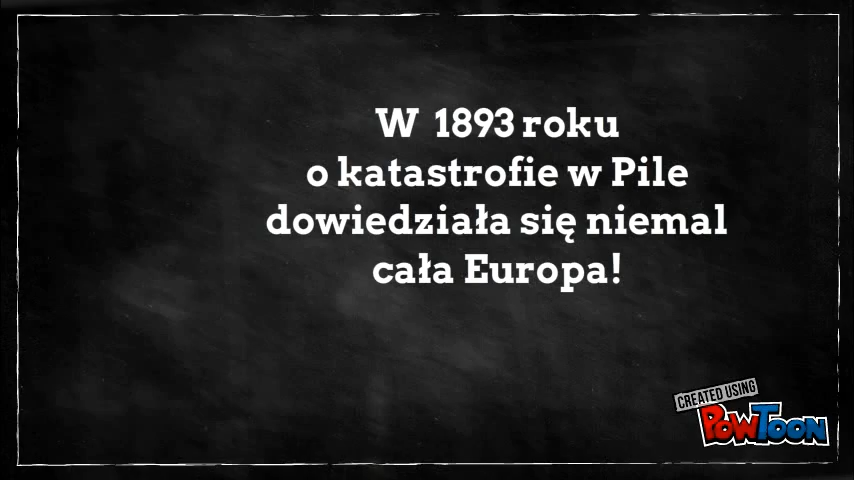 W 1893 roku
o katastrofie w Pile
dowiedziała się niemal
cała Europa!
CREATED USING
POWTOON